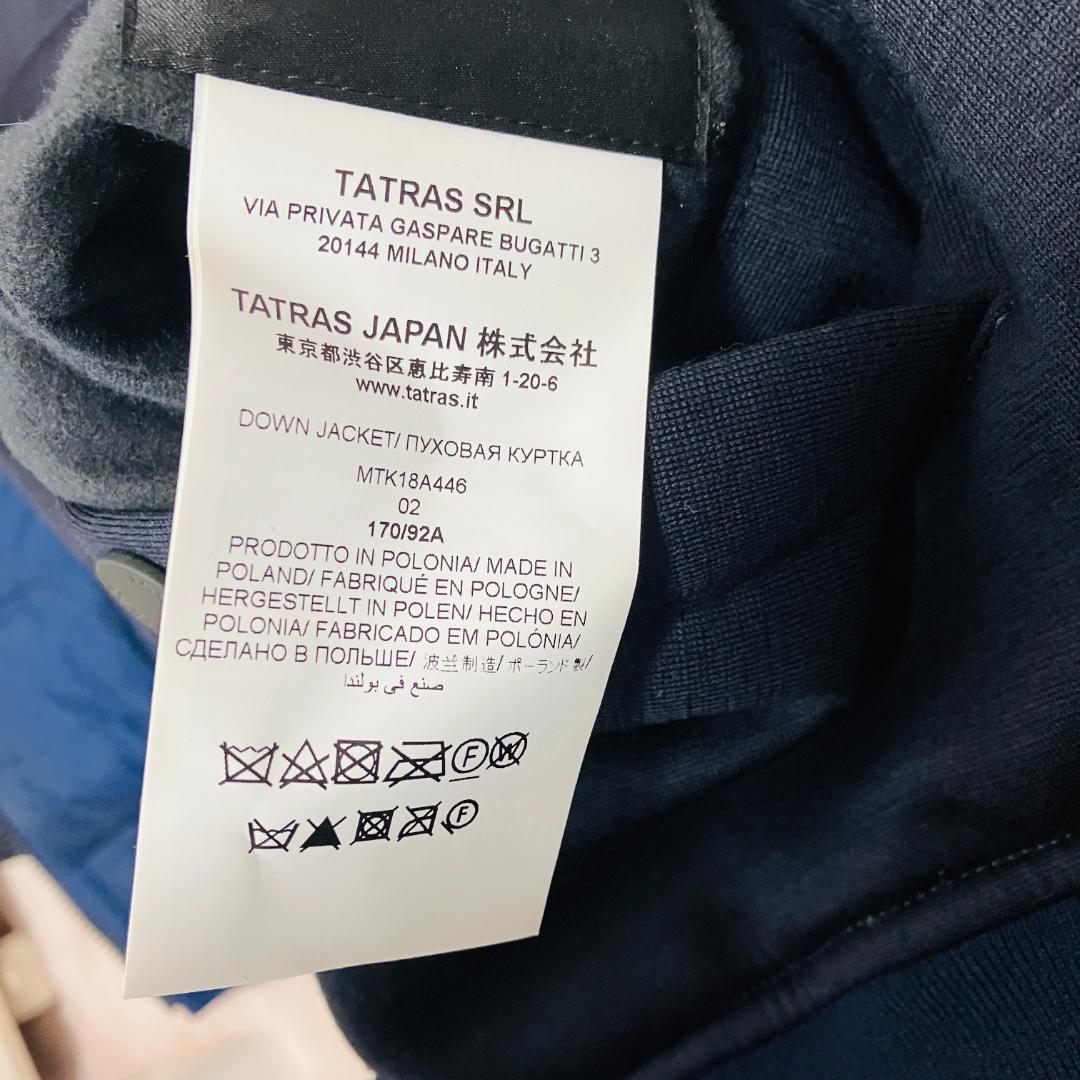 TATRAS SRL
VIA PRIVATA GASPARE BUGATTI 3
20144 MILANO ITALY
TATRAS JAPAN 株式会社
東京都渋谷区恵比寿南 1-20-6
www.tatras.it
DOWN JACKET/ ПУХОВАЯ КУРТКА
MTK18A446
02
170/92A
PRODOTTO IN POLONIA/ MADE IN
POLAND/ FABRIQUÉ EN POLOGNE/
HERGESTELLT IN POLEN/ HECHO EN
POLONIA/ FABRICADO EM POLÓNIA/
СДЕЛАНО В ПОЛЬШЕ/ 波兰制造/ ポーランド製/
صنع في بولندا
F W
F